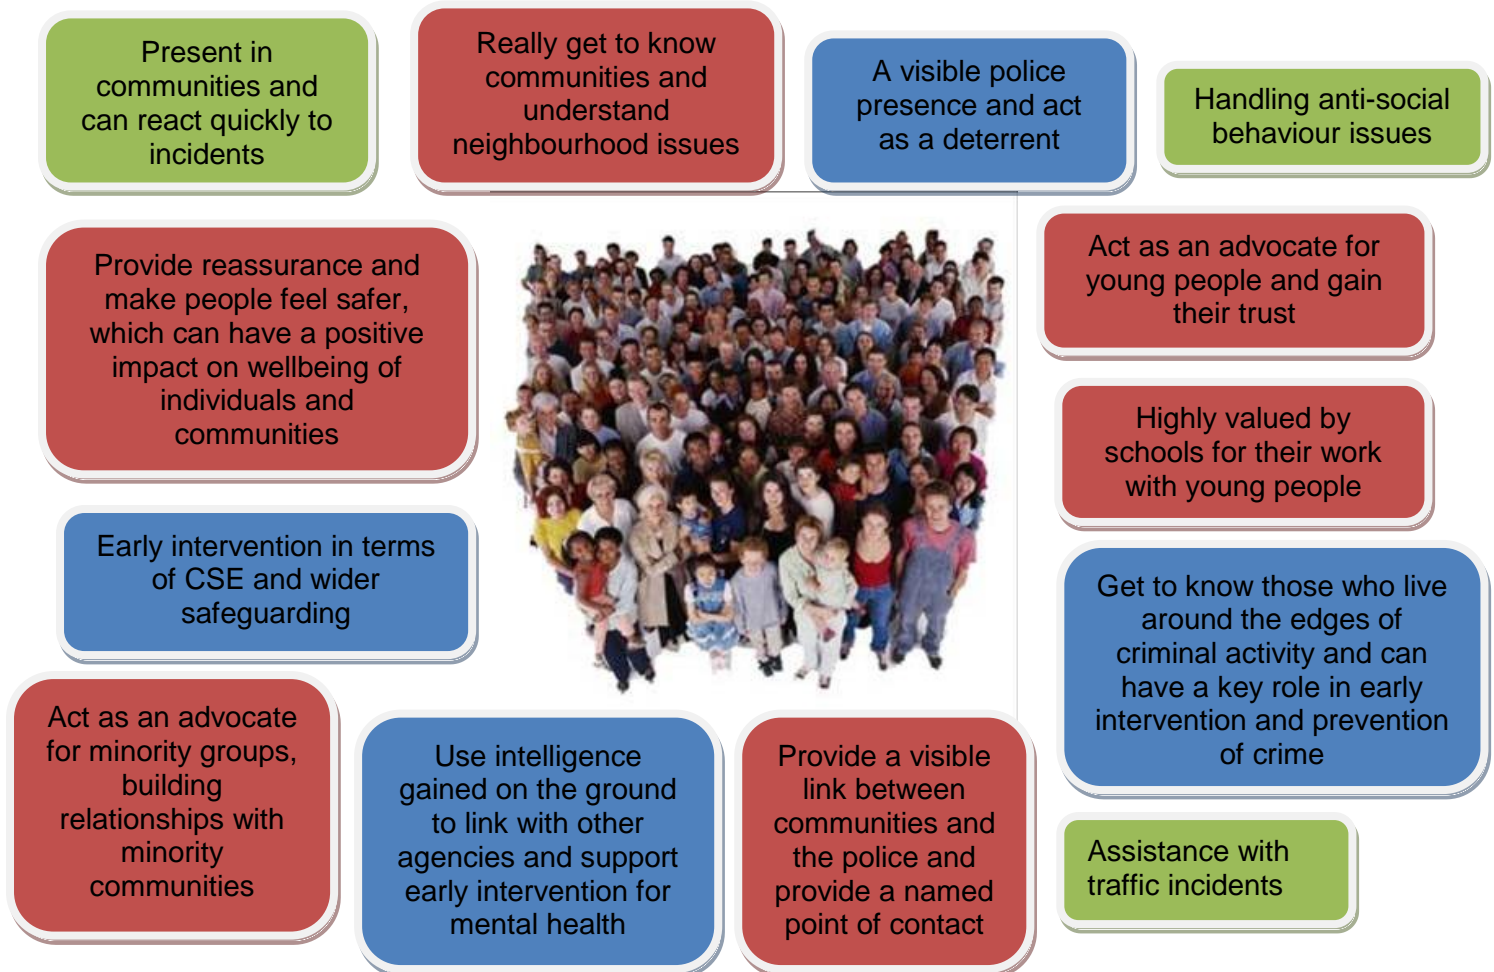 Present in
communities and
can react quickly to
incidents
Really get to know
communities and
understand
neighbourhood issues
A visible police
presence and act
as a deterrent
Handling anti-social
behaviour issues
Provide reassurance and
make people feel safer,
which can have a positive
impact on wellbeing of
individuals and
communities
Act as an advocate for
young people and gain
their trust
Highly valued by
schools for their work
with young people
Early intervention in terms
of CSE and wider
safeguarding
Get to know those who live
around the edges of
criminal activity and can
have a key role in early
intervention and prevention
of crime
Act as an advocate
for minority groups,
building
relationships with
minority
communities
Use intelligence
gained on the ground
to link with other
agencies and support
early intervention for
mental health
Provide a visible
link between
communities and
the police and
provide a named
point of contact
Assistance with
traffic incidents